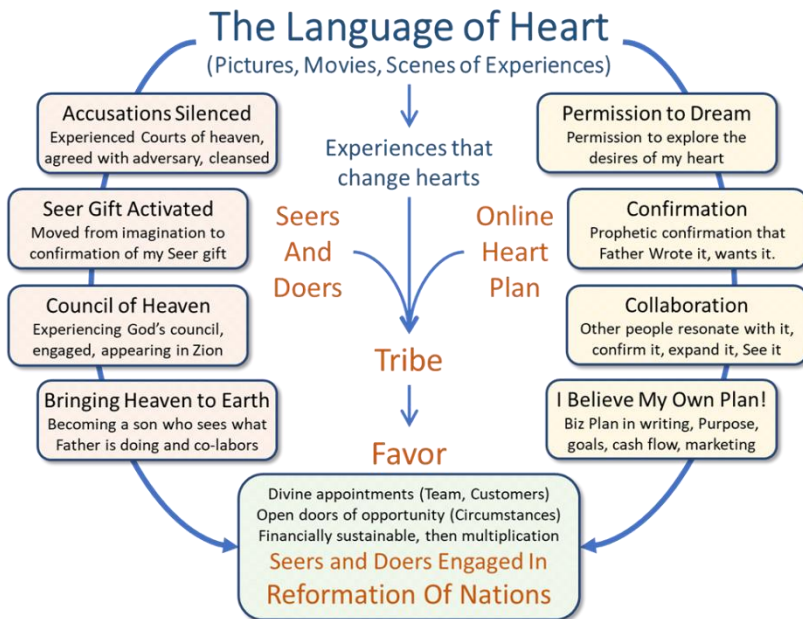 The Language of Heart
(Pictures, Movies, Scenes of Experiences)
Accusations Silenced
Experienced Courts of heaven,
agreed with adversary, cleansed
Seer Gift Activated
Moved from imagination to
confirmation of my Seer gift
Council of Heaven
Experiencing God's council,
engaged, appearing in Zion
Bringing Heaven to Earth
Becoming a son who sees what
Father is doing and co-labors
Experiences that
change hearts
Seers
And
Doers
Online
Heart
Plan
Tribe
Favor
Permission to Dream
Permission to explore the
desires of my heart
Confirmation
Prophetic confirmation that
Father Wrote it, wants it.
Collaboration
Other people resonate with it,
confirm it, expand it, See it
I Believe My Own Plan!
Biz Plan in writing, Purpose,
goals, cash flow, marketing
Divine appointments (Team, Customers)
Open doors of opportunity (Circumstances)
Financially sustainable, then multiplication
Seers and Doers Engaged In
Reformation Of Nations